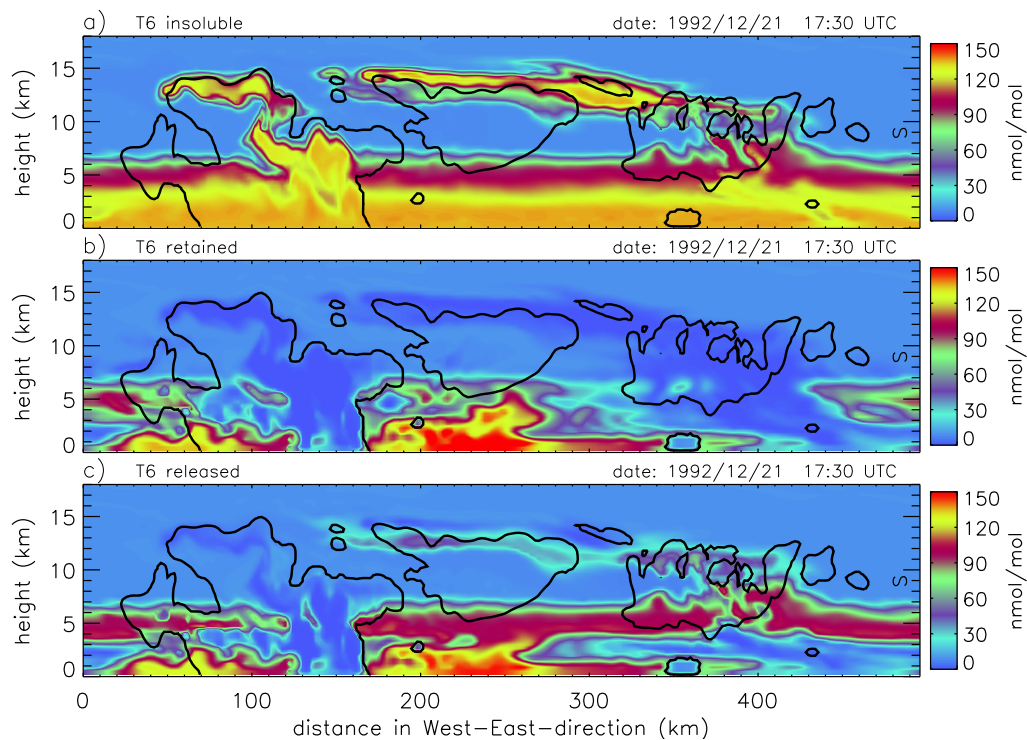 a) T6 insoluble date: 1992/12/21 17:30 UTC
15
10
5
0
height (km)
S
150
120
90
60
30
0
nmol/mol
b) T6 retained date: 1992/12/21 17:30 UTC
15
10
5
0
height (km)
S
150
120
90
60
30
0
nmol/mol
c) T6 released date: 1992/12/21 17:30 UTC
15
10
5
0
height (km)
S
150
120
90
60
30
0
nmol/mol
0 100 200 300 400
distance in West-East-direction (km)